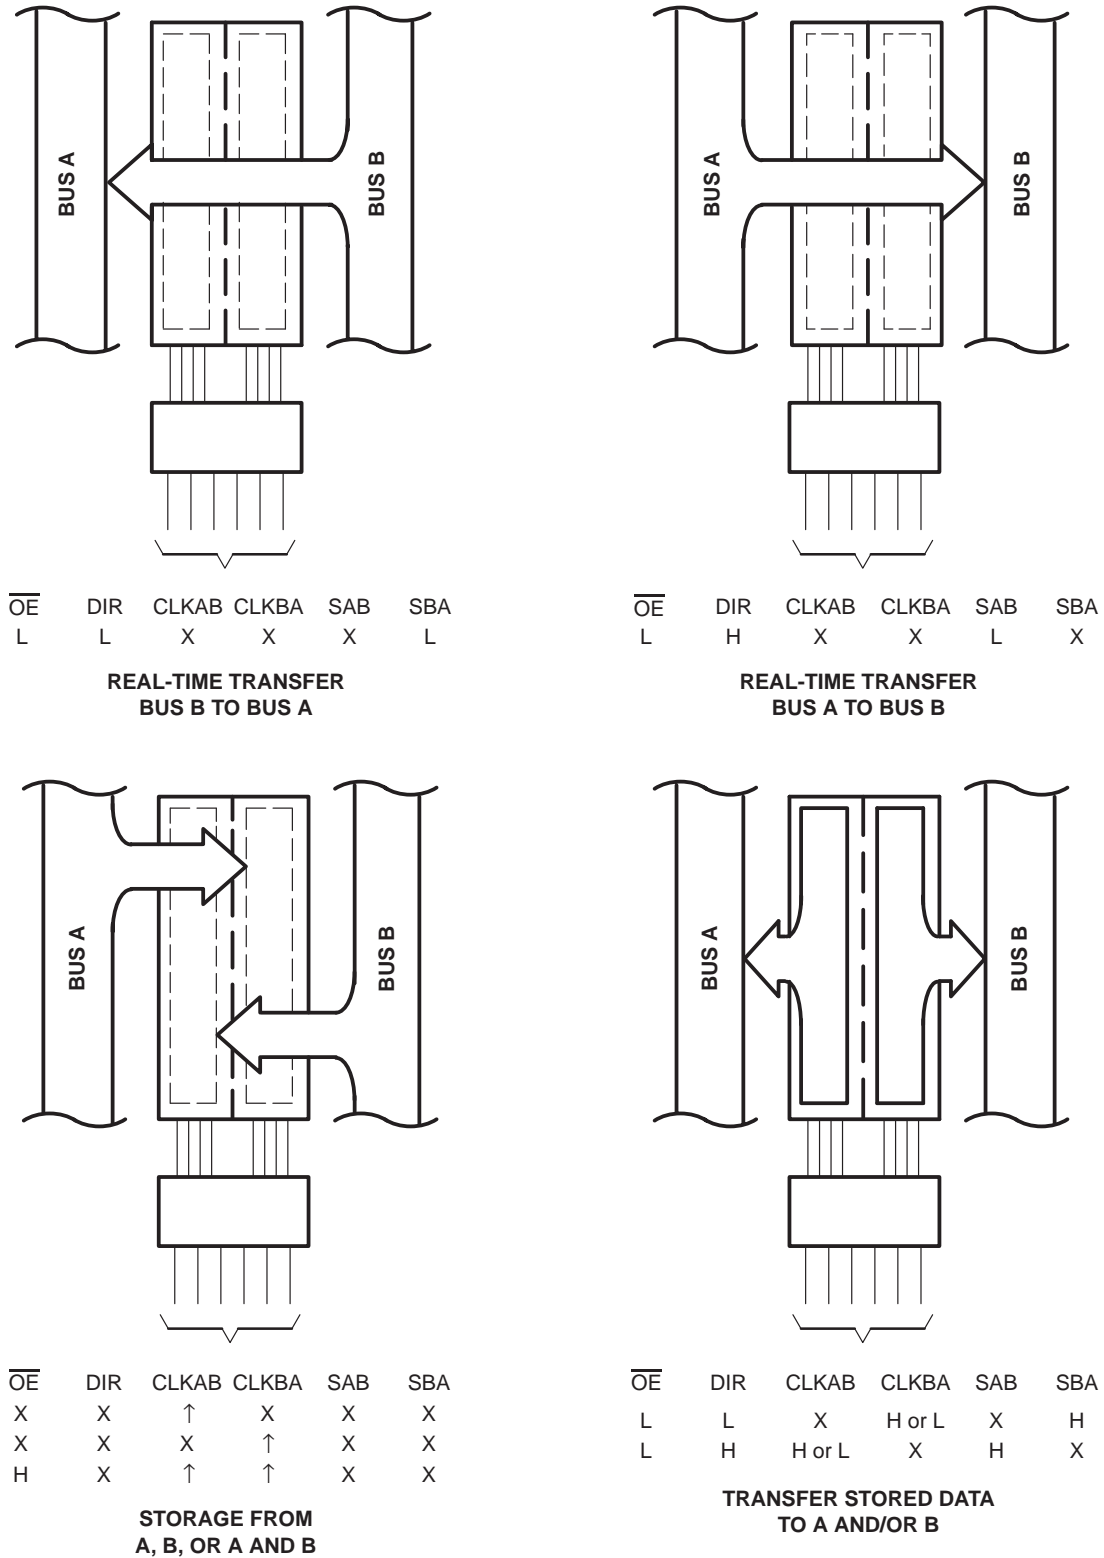 BUS A
BUS B
OE DIR CLKAB CLKBA SAB SBA
L L X X X L
REAL-TIME TRANSFER
BUS B TO BUS A
BUS A
BUS B
OE DIR CLKAB CLKBA SAB SBA
L H X X L X
REAL-TIME TRANSFER
BUS A TO BUS B
BUS A
BUS B
OE DIR CLKAB CLKBA SAB SBA
X X ↑ X X X
X X X ↑ X X
H X ↑ ↑ X X
STORAGE FROM
A, B, OR A AND B
BUS A
BUS B
OE DIR CLKAB CLKBA SAB SBA
L L X H or L X H
L H H or L X H X
TRANSFER STORED DATA
TO A AND/OR B